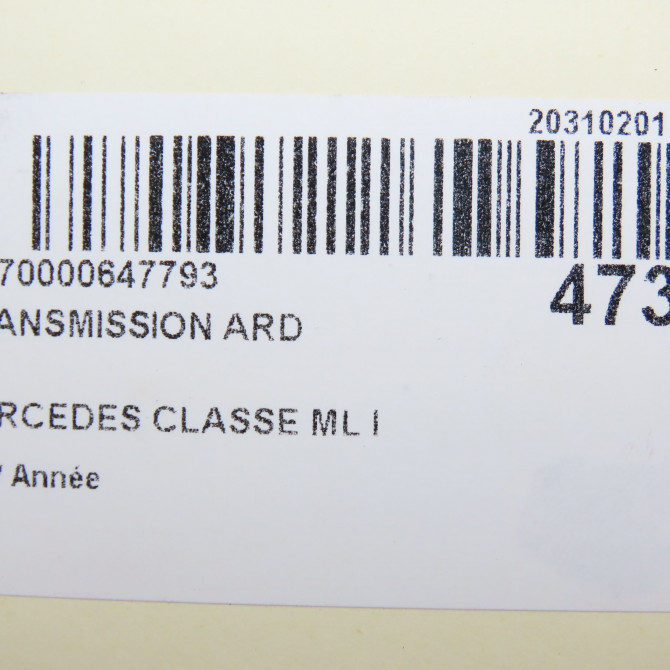 20310201
70000647793
473
ANSMISSION ARD
RCEDES CLASSE ML I
/ Année